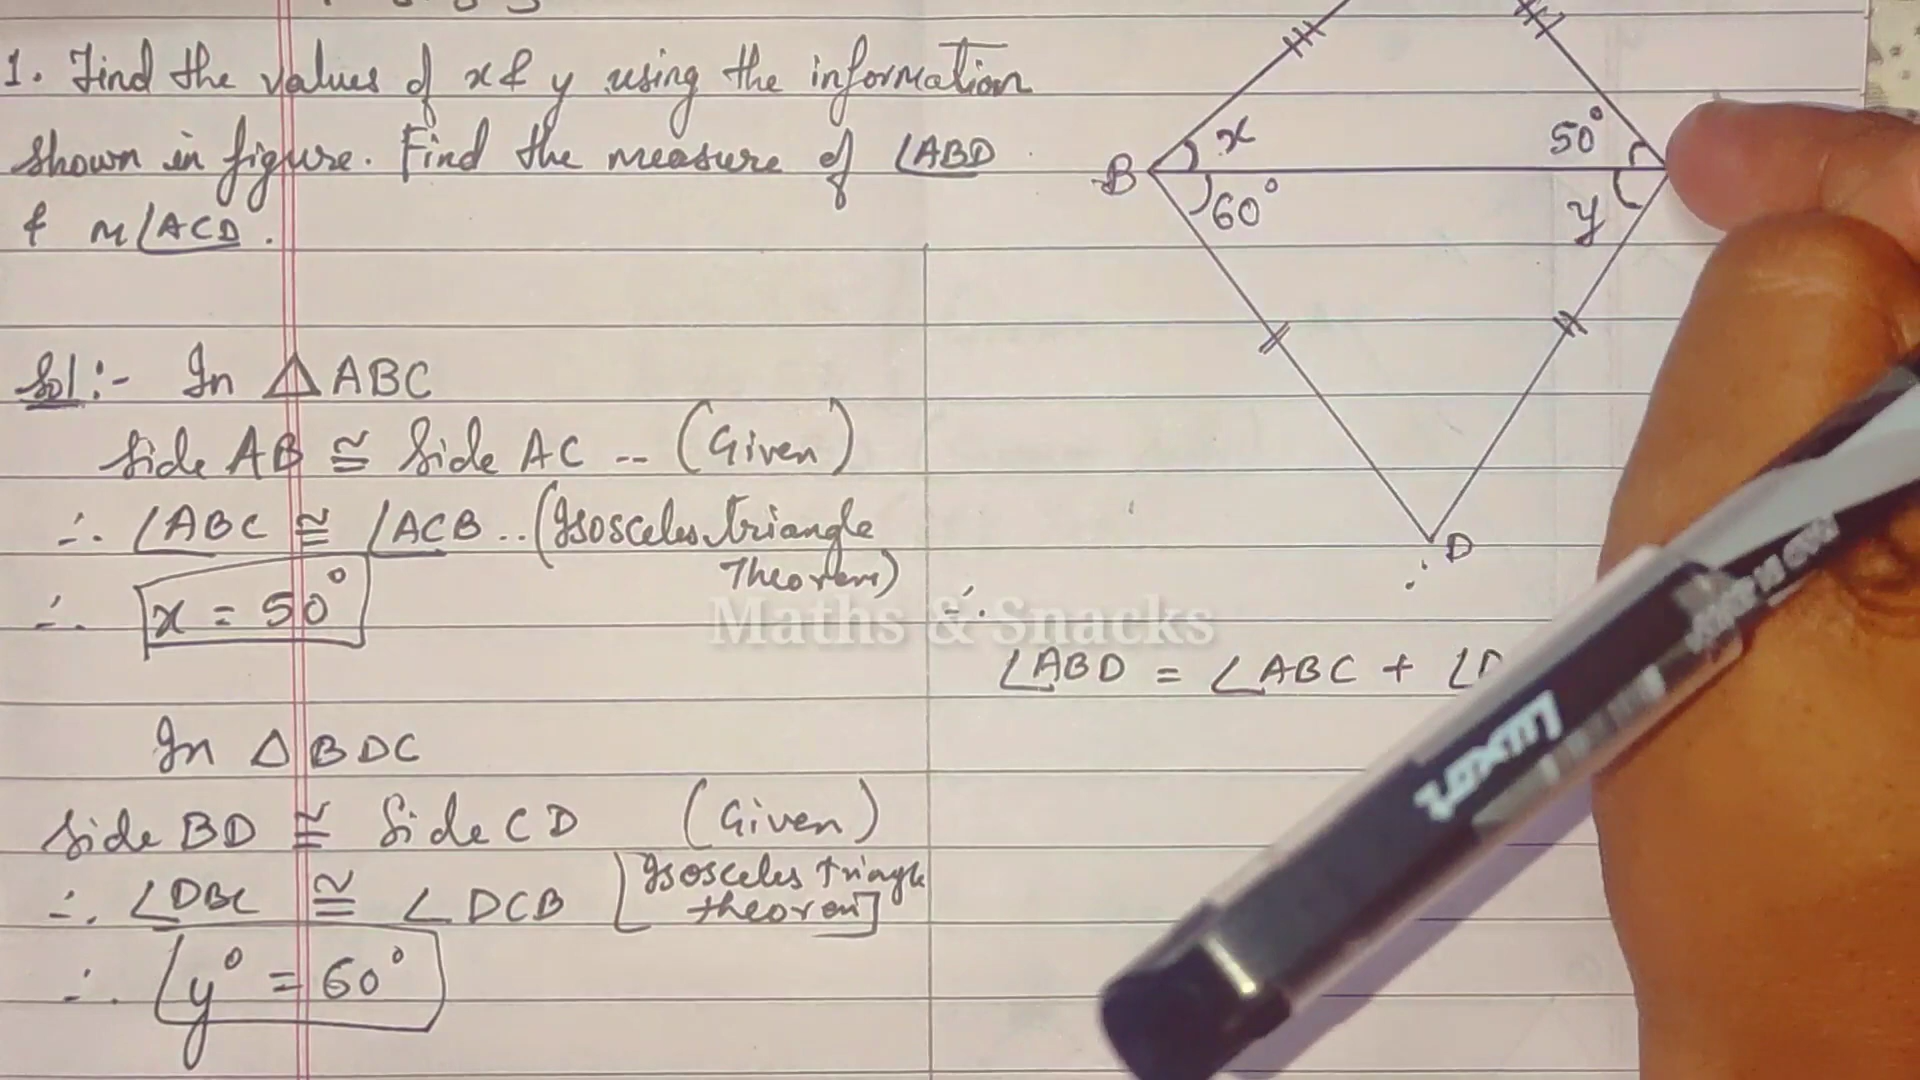 1. Find the values of x & y using the information
shown in figure. Find the measure of ∠ABD
& m∠ACD.
Sol:- In △ABC
Side AB ≅ Side AC -- (Given)
∴ ∠ABC ≅ ∠ACB .. (Isosceles triangle
Theorem)
∴ x = 50°
In △BDC
Side BD ≅ Side CD (Given)
∴ ∠DBC ≅ ∠DCB [Isosceles triangle
theorem]
∴ y° = 60°
x
50°
B
60°
y
D
∴
∠ABD = ∠ABC + ∠D
Maths & Snacks
Luxor